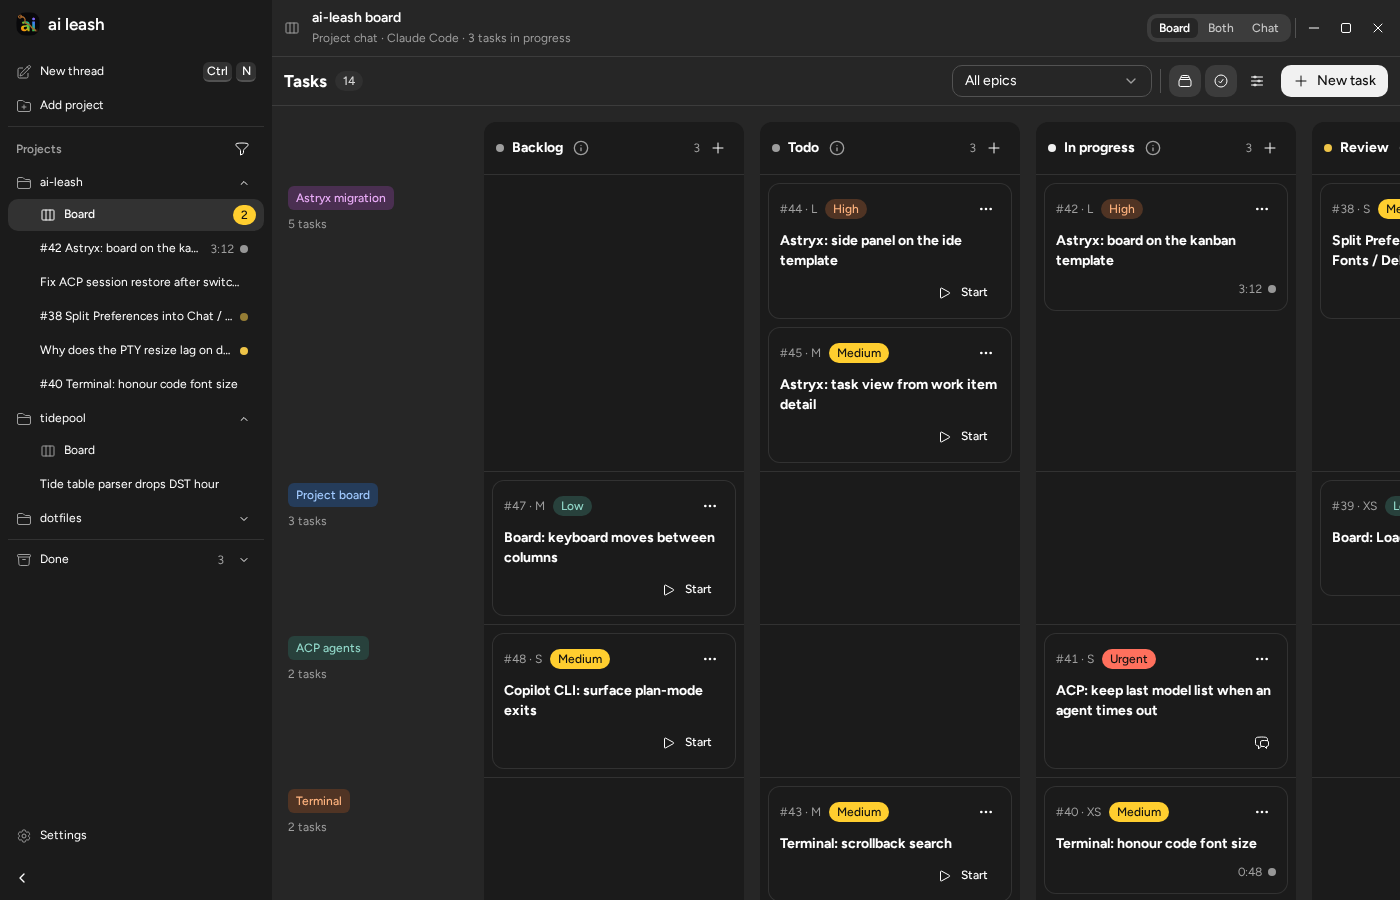 ai leash
New thread
Ctrl N
Add project
Projects
ai-leash
Board
2
#42 Astryx: board on the ka...
3:12
Fix ACP session restore after switc...
#38 Split Preferences into Chat / ...
Why does the PTY resize lag on d...
#40 Terminal: honour code font size
tidepool
Board
Tide table parser drops DST hour
dotfiles
Done
3
Settings
ai-leash board
Project chat · Claude Code · 3 tasks in progress
Board
Both
Chat
Tasks
14
All epics
New task
Backlog
3
Todo
3
In progress
3
Review
Astryx migration
5 tasks
#44 · L
High
Astryx: side panel on the ide
template
Start
#42 · L
High
Astryx: board on the kanban
template
3:12
#38 · S
Me
Split Prefe
Fonts / De
#45 · M
Medium
Astryx: task view from work item
detail
Start
Project board
3 tasks
#47 · M
Low
Board: keyboard moves between
columns
Start
#39 · XS
Lo
Board: Loa
ACP agents
2 tasks
#48 · S
Medium
Copilot CLI: surface plan-mode
exits
Start
#41 · S
Urgent
ACP: keep last model list when an
agent times out
Terminal
2 tasks
#43 · M
Medium
Terminal: scrollback search
Start
#40 · XS
Medium
Terminal: honour code font size
0:48